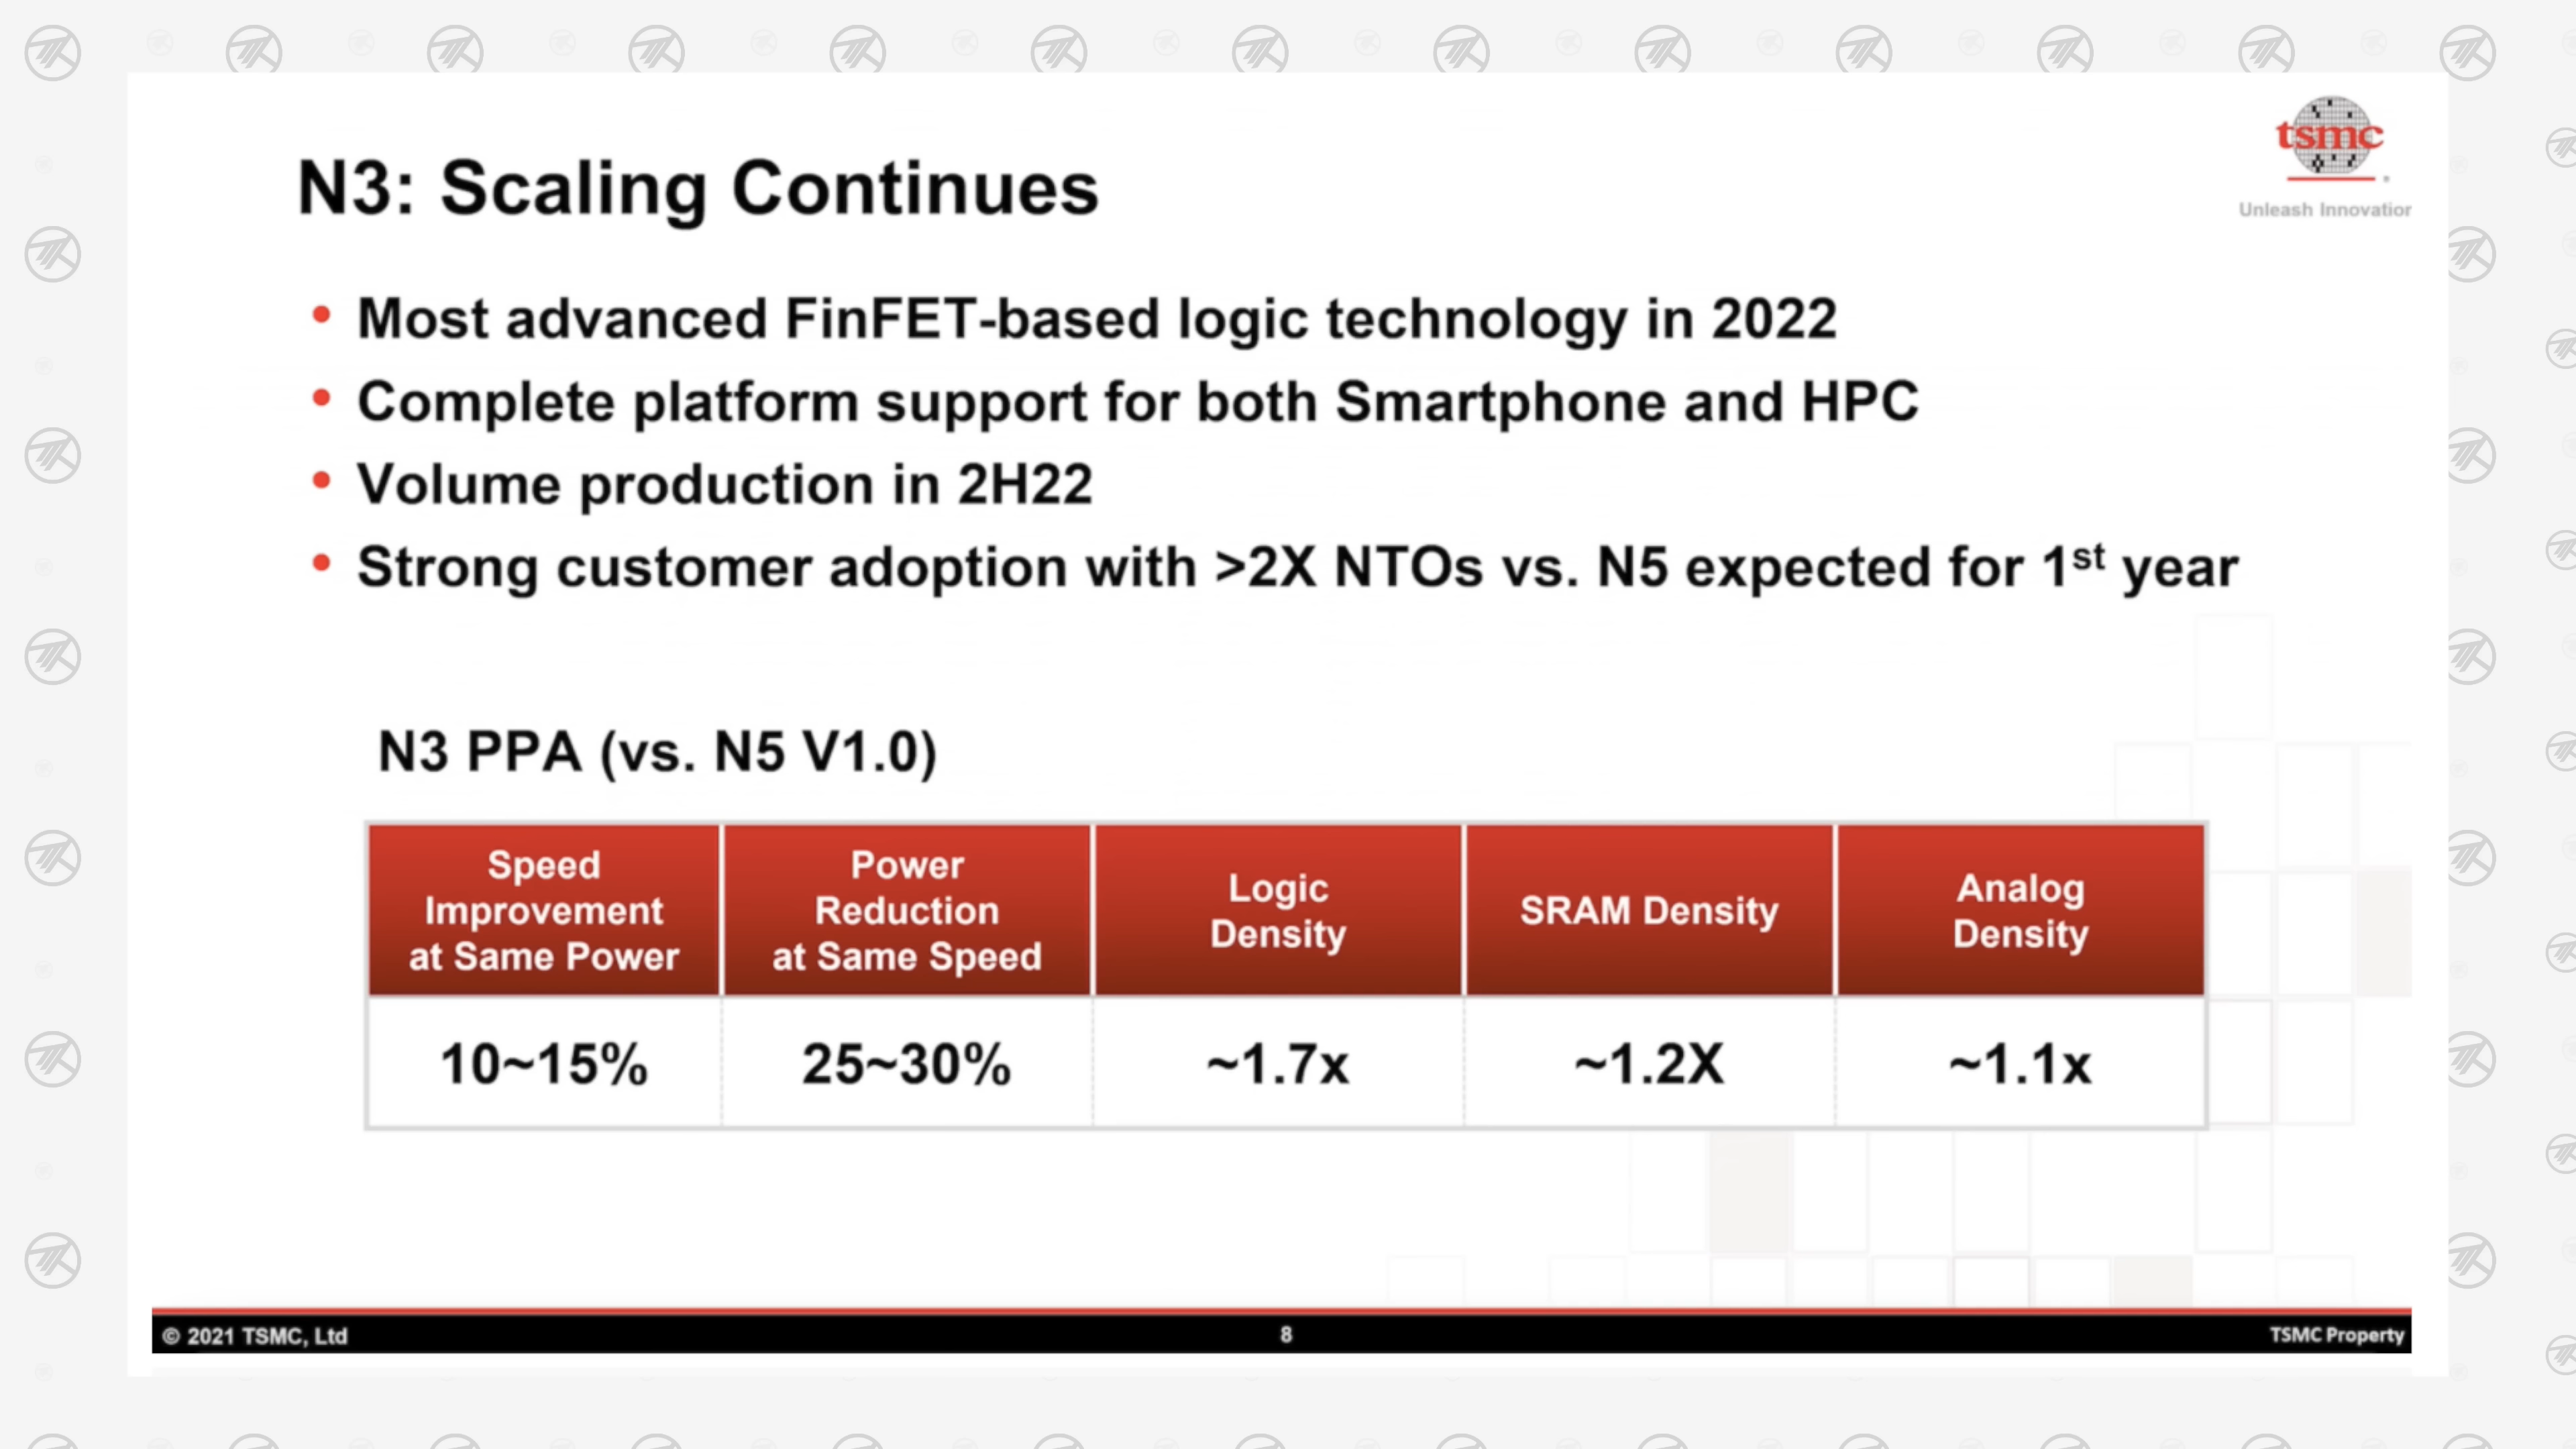 tsmc
Unleash Innovatior
N3: Scaling Continues
• Most advanced FinFET-based logic technology in 2022
• Complete platform support for both Smartphone and HPC
• Volume production in 2H22
• Strong customer adoption with >2X NTOs vs. N5 expected for 1st year
N3 PPA (vs. N5 V1.0)
Speed
Improvement
at Same Power
Power
Reduction
at Same Speed
Logic
Density
SRAM Density
Analog
Density
10~15%
25~30%
~1.7x
~1.2X
~1.1x
© 2021 TSMC, Ltd
8
TSMC Property